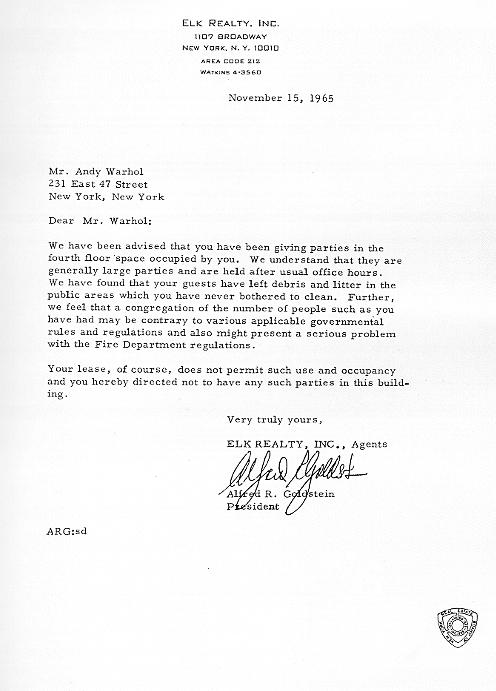 ELK REALTY, INC.
1107 BROADWAY
NEW YORK, N. Y. 10010
AREA CODE 212
WATKINS 4-3560
November 15, 1965
Mr. Andy Warhol
231 East 47 Street
New York, New York
Dear Mr. Warhol:
We have been advised that you have been giving parties in the
fourth floor space occupied by you. We understand that they are
generally large parties and are held after usual office hours.
We have found that your guests have left debris and litter in the
public areas which you have never bothered to clean. Further,
we feel that a congregation of the number of people such as you
have had may be contrary to various applicable governmental
rules and regulations and also might present a serious problem
with the Fire Department regulations.
Your lease, of course, does not permit such use and occupancy
and you hereby directed not to have any such parties in this build-
ing.
Very truly yours,
ELK REALTY, INC., Agents
Alfred R. Goldstein
President
ARG:sd